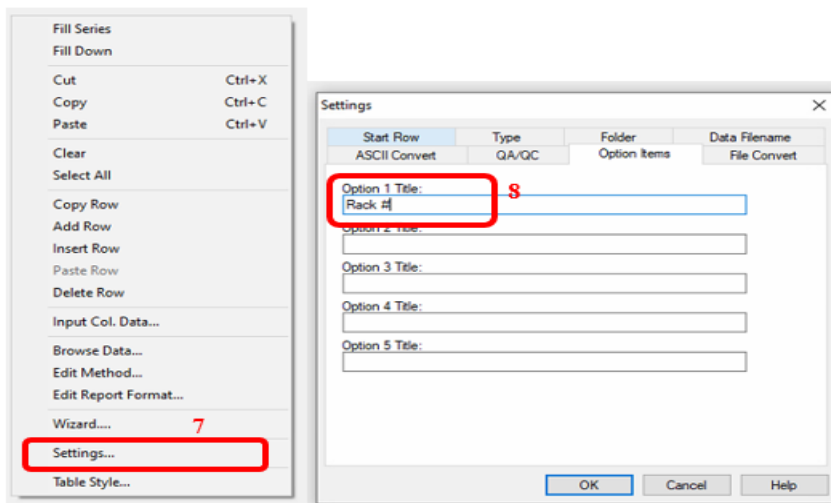 Fill Series
Fill Down
Cut Ctrl+X
Copy Ctrl+C
Paste Ctrl+V
Clear
Select All
Copy Row
Add Row
Insert Row
Paste Row
Delete Row
Input Col. Data...
Browse Data...
Edit Method...
Edit Report Format...
Wizard....
7
Settings...
Table Style...
Settings
Start Row Type Folder Data Filename
ASCII Convert QA/QC Option Items File Convert
Option 1 Title:
8
Rack #
Option 2 Title:
Option 3 Title:
Option 4 Title:
Option 5 Title:
OK Cancel Help